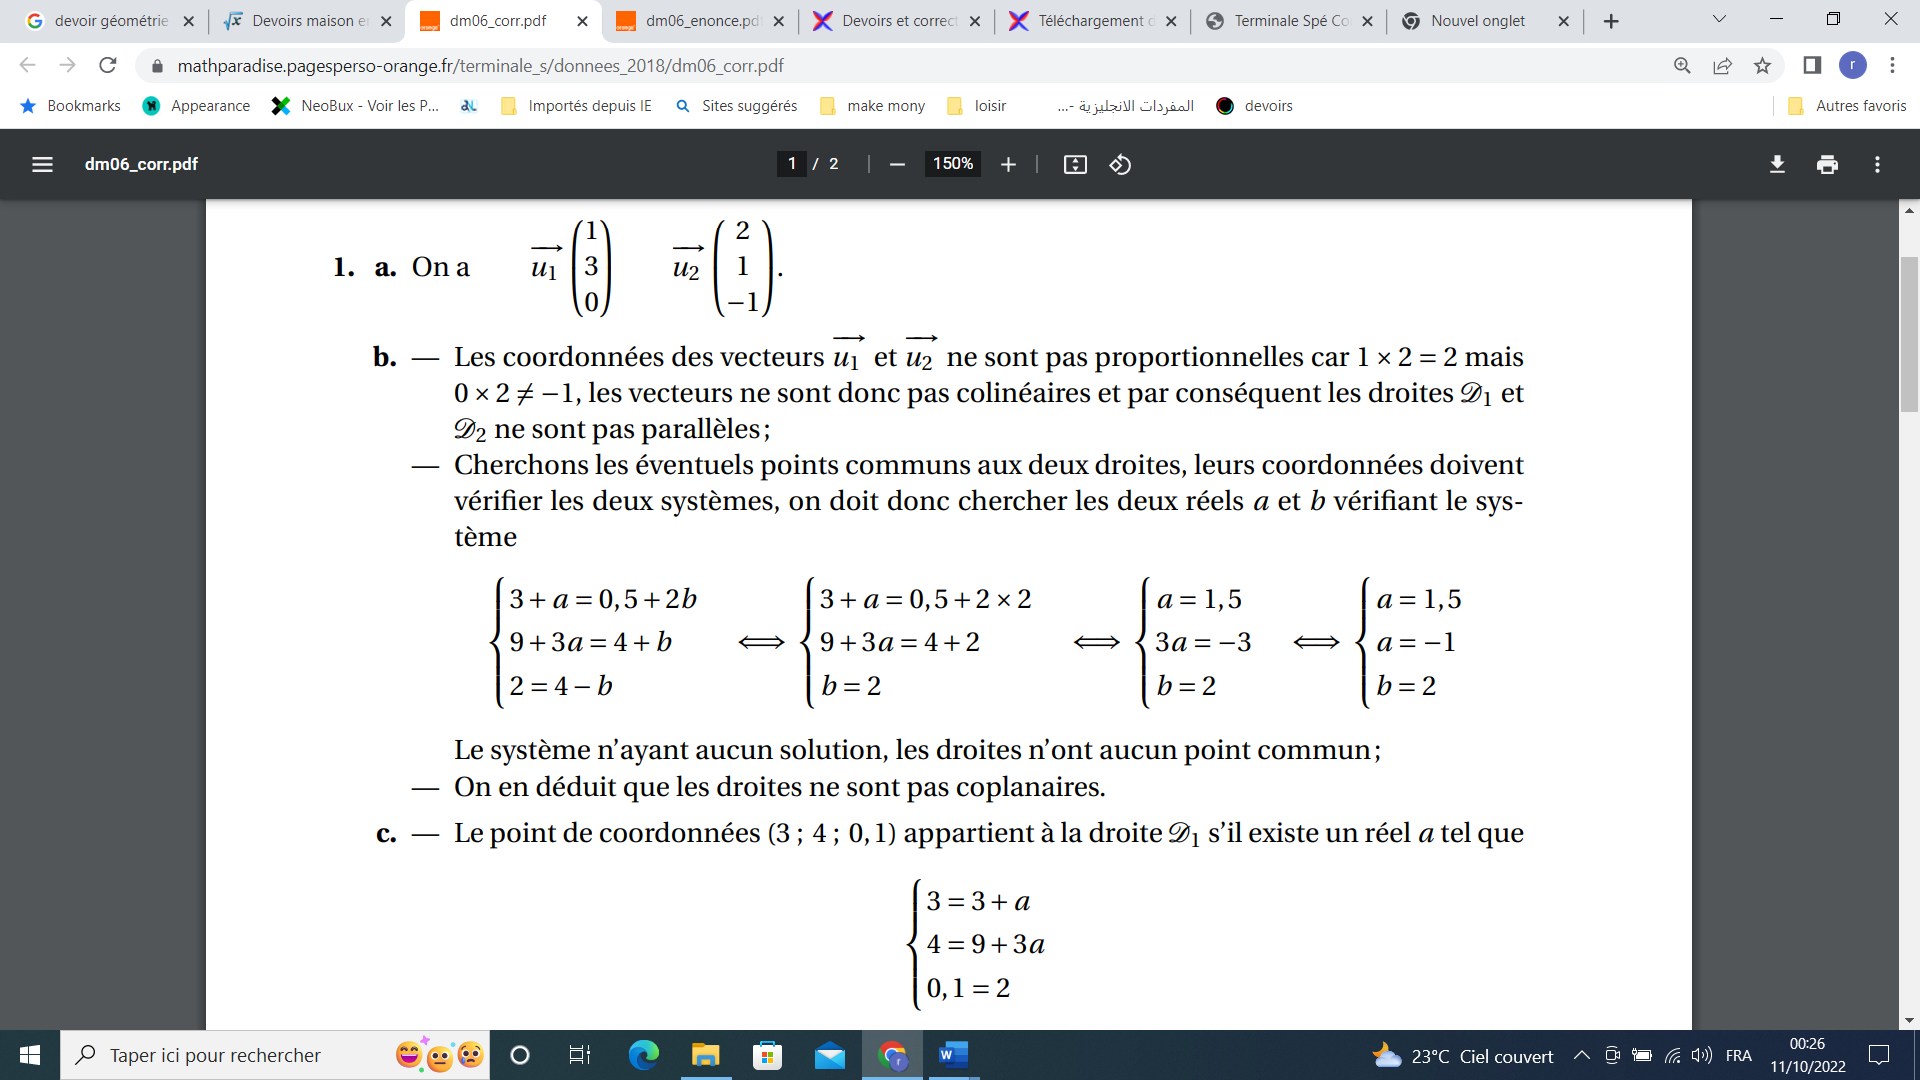 devoir géométrie
Devoirs maison e
dm06_corr.pdf
dm06_enonce.pd
Devoirs et correct
Téléchargement d
Terminale Spé Co
Nouvel onglet
mathparadise.pagesperso-orange.fr/terminale_s/donnees_2018/dm06_corr.pdf
r
Bookmarks
Appearance
NeoBux - Voir les P...
Importés depuis IE
Sites suggérés
make mony
loisir
المفردات الانجليزية -...
devoirs
Autres favoris
dm06_corr.pdf
1 / 2
150%
1. a. On a u₁ (1 3 0) u₂ (2 1 −1).
b. — Les coordonnées des vecteurs u₁ et u₂ ne sont pas proportionnelles car 1 × 2 = 2 mais
0 × 2 ≠ −1, les vecteurs ne sont donc pas colinéaires et par conséquent les droites 𝒟₁ et
𝒟₂ ne sont pas parallèles ;
— Cherchons les éventuels points communs aux deux droites, leurs coordonnées doivent
vérifier les deux systèmes, on doit donc chercher les deux réels a et b vérifiant le sys-
tème
3 + a = 0,5 + 2b 3 + a = 0,5 + 2 × 2 a = 1,5 a = 1,5
9 + 3a = 4 + b ⟺ 9 + 3a = 4 + 2 ⟺ 3a = −3 ⟺ a = −1
2 = 4 − b b = 2 b = 2 b = 2
Le système n'ayant aucun solution, les droites n'ont aucun point commun ;
— On en déduit que les droites ne sont pas coplanaires.
c. — Le point de coordonnées (3 ; 4 ; 0,1) appartient à la droite 𝒟₁ s'il existe un réel a tel que
3 = 3 + a
4 = 9 + 3a
0,1 = 2
Taper ici pour rechercher
23°C Ciel couvert
FRA
00:26
11/10/2022